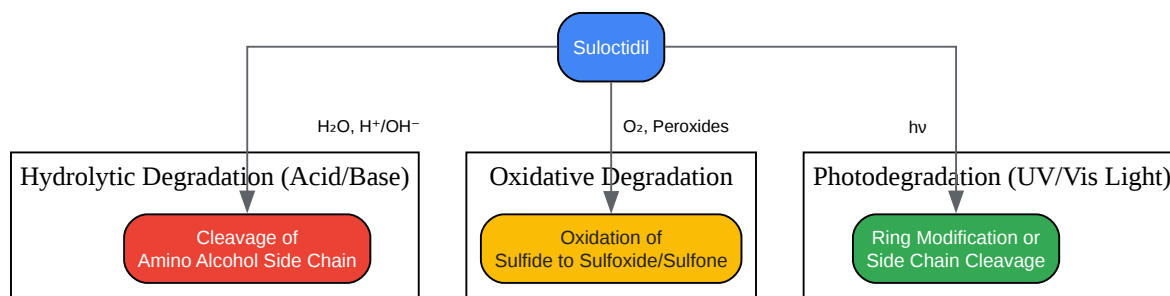 Suloctidil
H₂O, H⁺/OH⁻
O₂, Peroxides
hν
Hydrolytic Degradation (Acid/Base)
Oxidative Degradation
Photodegradation (UV/Vis Light)
Cleavage of
Amino Alcohol Side Chain
Oxidation of
Sulfide to Sulfoxide/Sulfone
Ring Modification or
Side Chain Cleavage